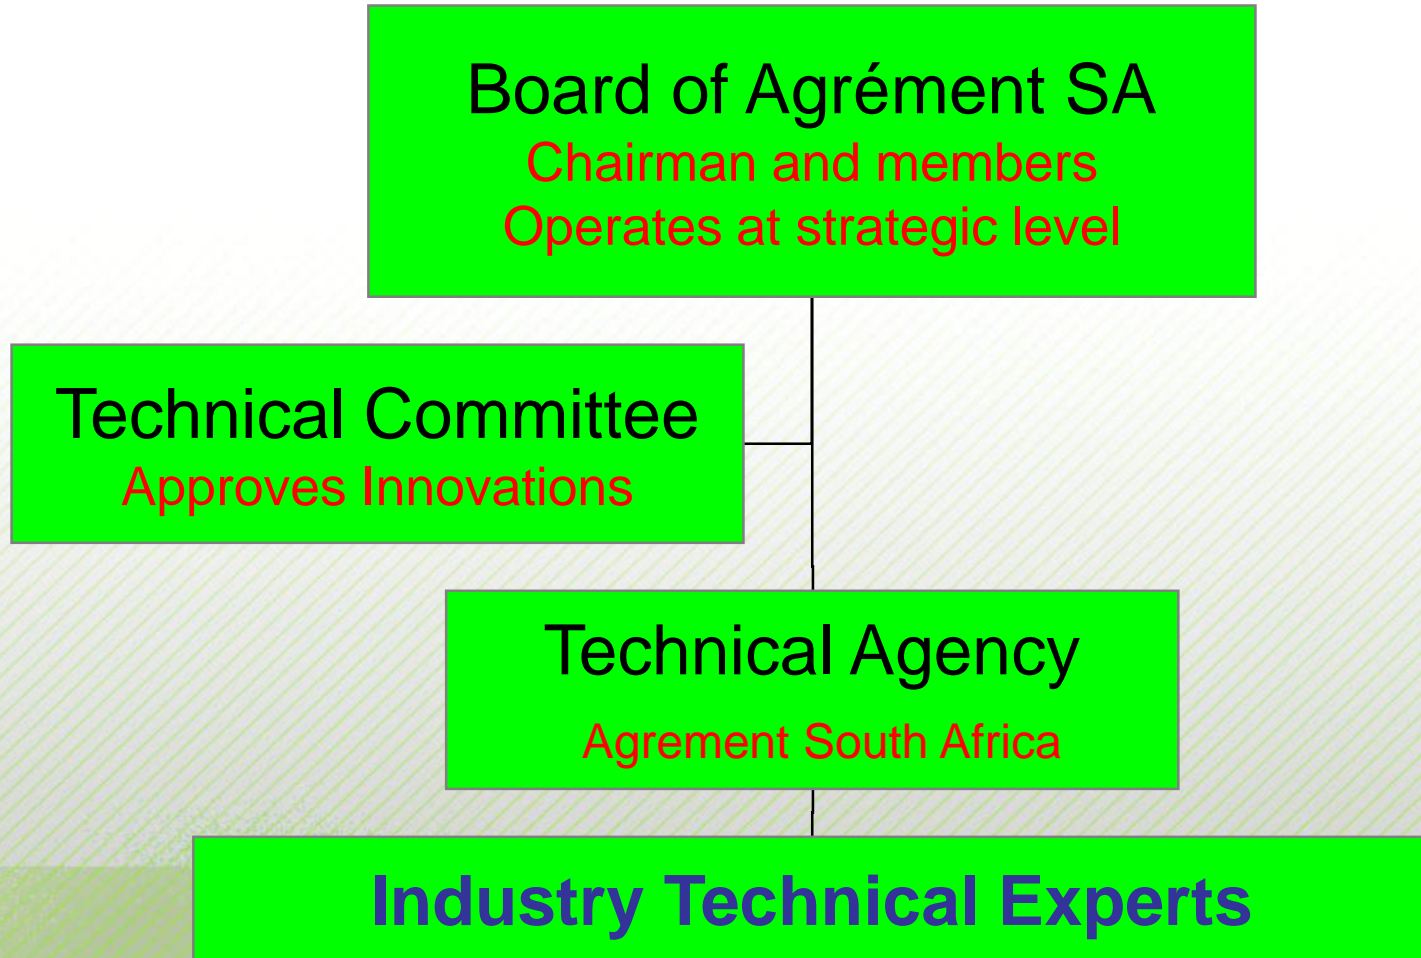 Board of Agrément SA
Chairman and members
Operates at strategic level
Technical Committee
Approves Innovations
Technical Agency
Agrement South Africa
Industry Technical Experts